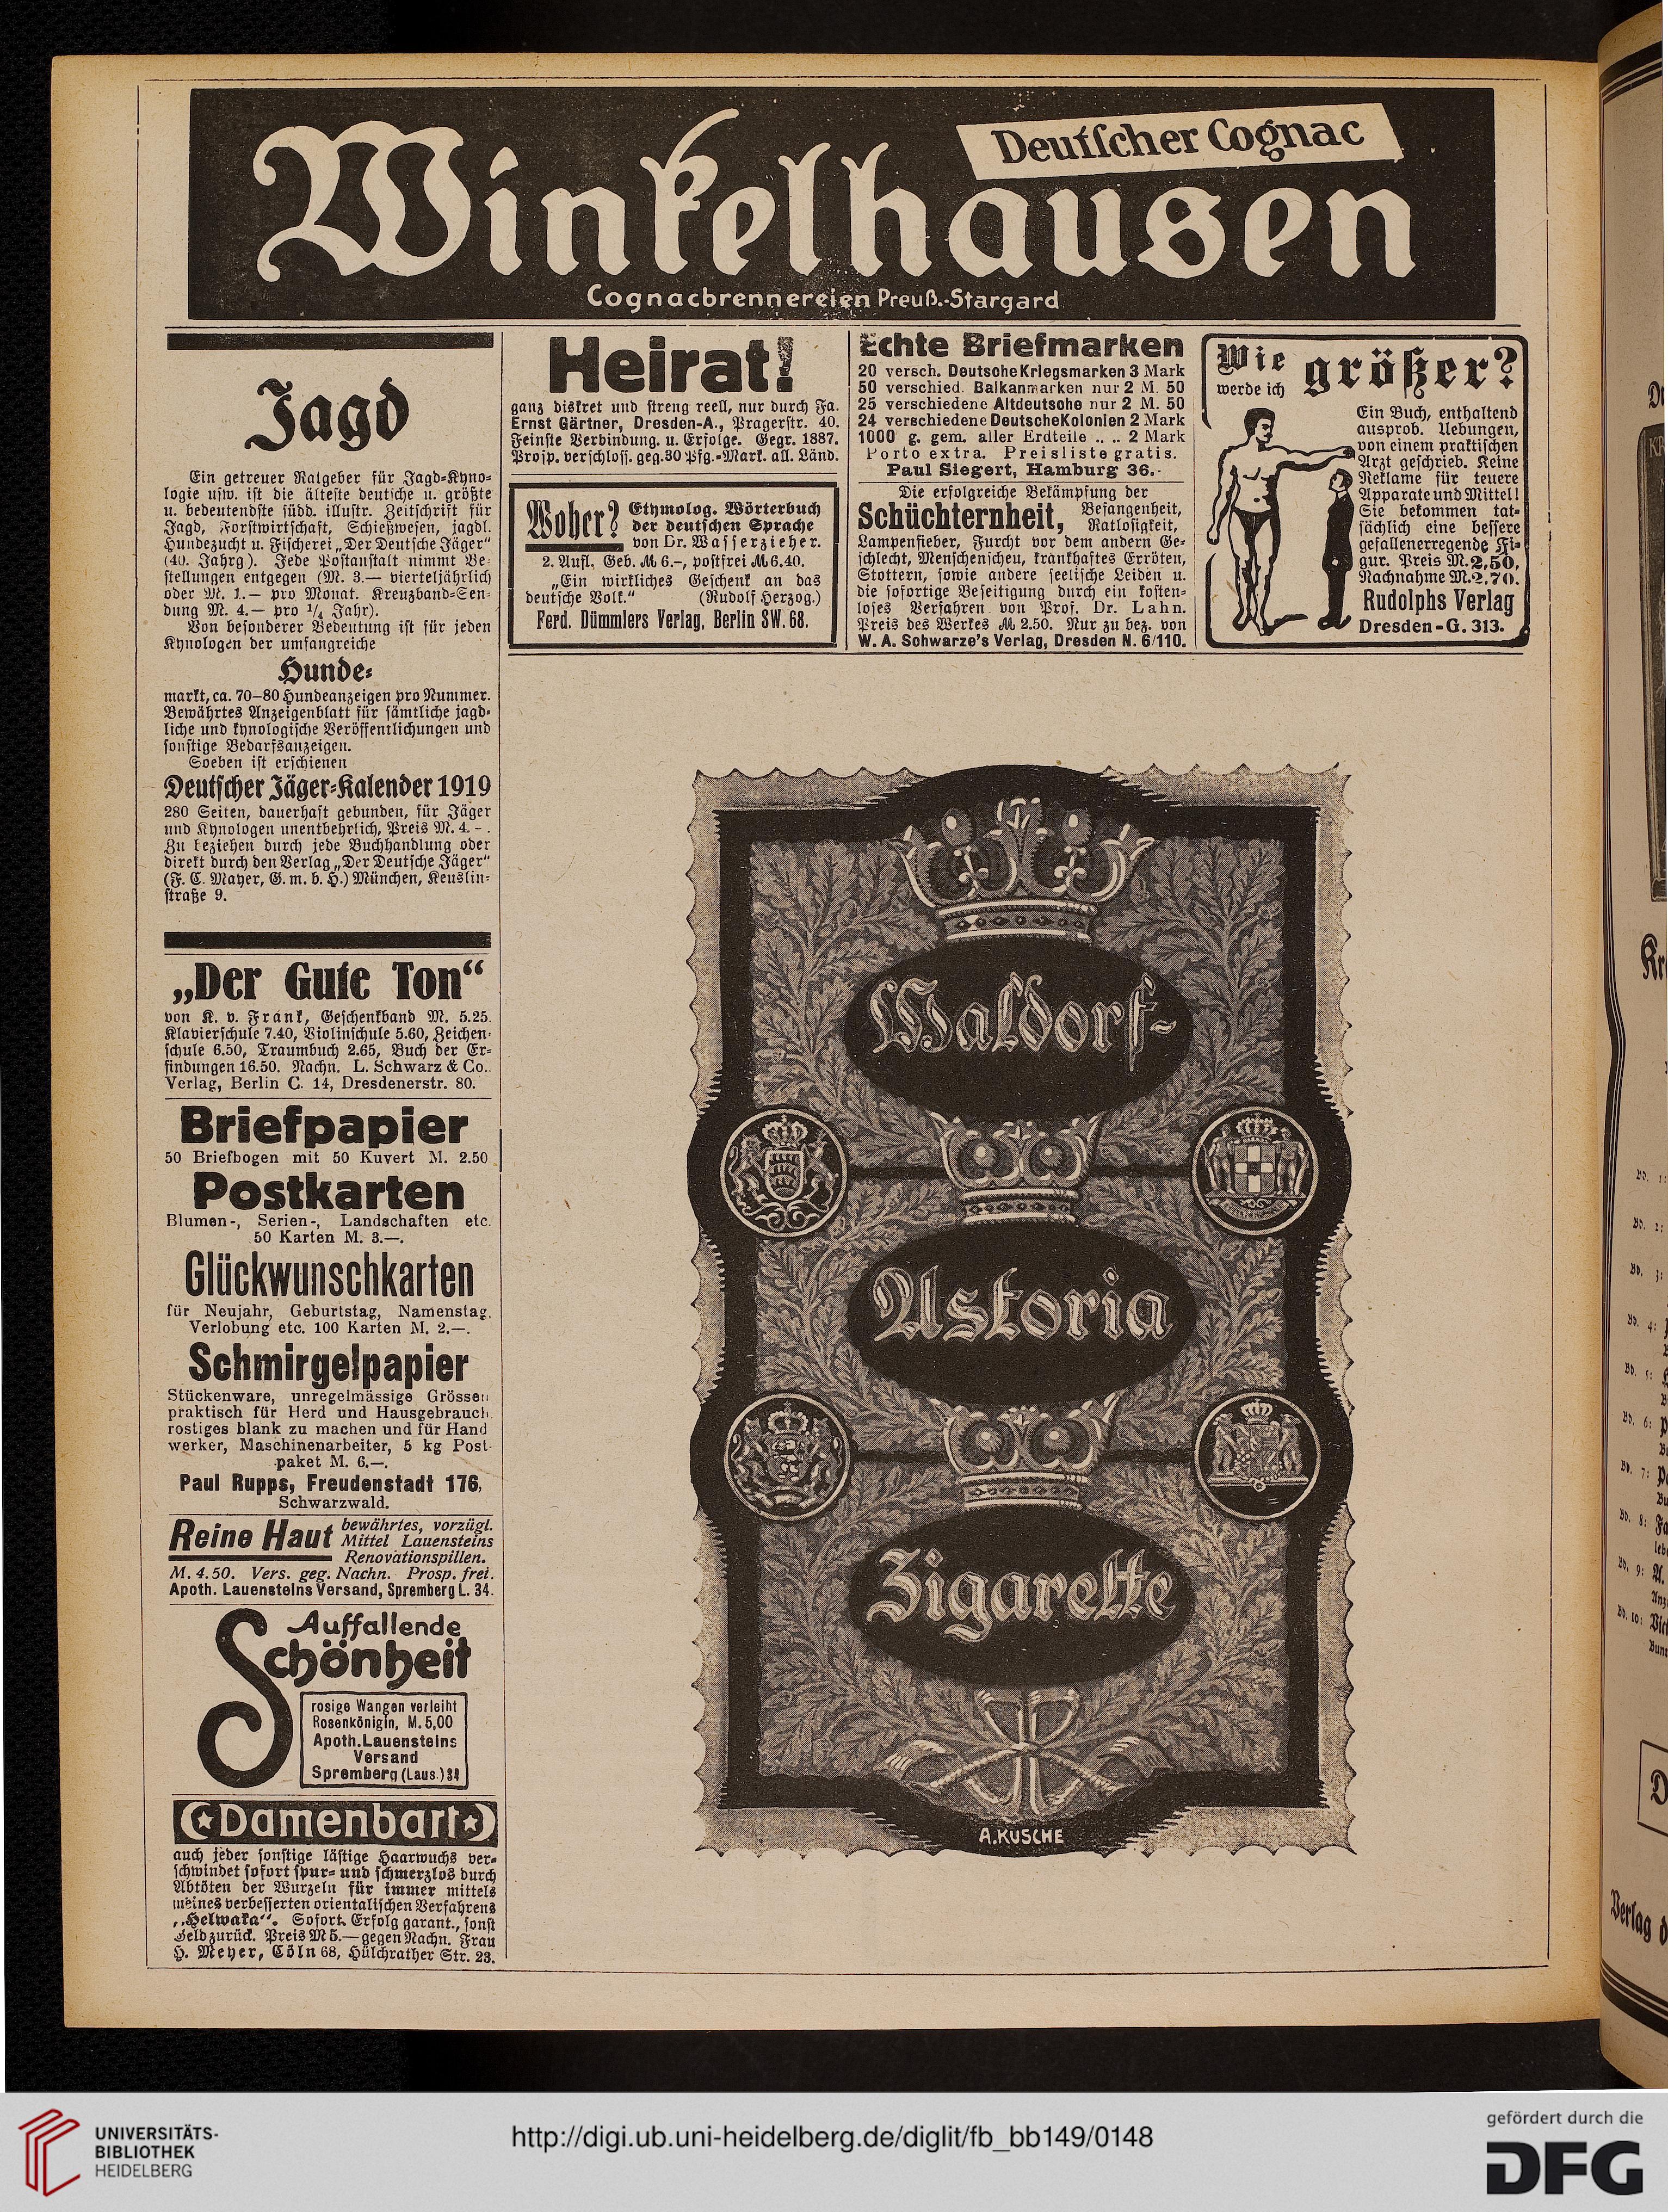 Deutscher Cognac
Winkelhausen
Cognacbrennereien Preuß.-Stargard
Jagd
Ein getreuer Ratgeber für Jagd-Kyno-
logie usw. ist die älteste deutsche u. größte
u. bedeutendste südd. illustr. Zeitschrift für
Jagd, Forstwirtschaft, Schießwesen, jagdl.
Hundezucht u. Fischerei „Der Deutsche Jäger“
(40. Jahrg). Jede Postanstalt nimmt Be-
stellungen entgegen (M. 3.— vierteljährlich
oder M. 1.— pro Monat. Kreuzband-Sen-
dung M. 4.— pro 1/4 Jahr).
Von besonderer Bedeutung ist für jeden
Kynologen der umfangreiche
Hunde-
markt, ca. 70–80 Hundeanzeigen pro Nummer.
Bewährtes Anzeigenblatt für sämtliche jagd-
liche und kynologische Veröffentlichungen und
sonstige Bedarfsanzeigen.
Soeben ist erschienen
Deutscher Jäger-Kalender 1919
280 Seiten, dauerhaft gebunden, für Jäger
und Kynologen unentbehrlich, Preis M. 4.–.
Zu beziehen durch jede Buchhandlung oder
direkt durch den Verlag „Der Deutsche Jäger“
(F. C. Mayer, G. m. b. H.) München, Keuslin-
straße 9.
„Der Gute Ton“
von K. v. Frank, Geschenkband M. 5.25.
Klavierschule 7.40, Violinschule 5.60, Zeichen-
schule 6.50, Traumbuch 2.65, Buch der Er-
findungen 16.50. Nachn. L. Schwarz & Co.
Verlag, Berlin C. 14, Dresdenerstr. 80.
Briefpapier
50 Briefbogen mit 50 Kuvert M. 2.50
Postkarten
Blumen-, Serien-, Landschaften etc.
50 Karten M. 3.—.
Glückwunschkarten
für Neujahr, Geburtstag, Namenstag,
Verlobung etc. 100 Karten M. 2.—.
Schmirgelpapier
Stückenware, unregelmässige Grössen
praktisch für Herd und Hausgebrauch
rostiges blank zu machen und für Hand
werker, Maschinenarbeiter, 5 kg Post-
paket M. 6.—.
Paul Rupps, Freudenstadt 176,
Schwarzwald.
Reine Haut bewährtes, vorzügl.
Mittel Lauensteins
Renovationspillen.
M. 4.50. Vers. geg. Nachn. Prosp. frei.
Apoth. Lauensteins Versand, Spremberg L. 34.
Auffallende
Schönheit
rosige Wangen verleiht
Rosenkönigin, M. 5,00
Apoth. Lauensteins
Versand
Spremberg (Laus.) 34
Damenbart
auch jeder sonstige lästige Haarwuchs ver-
schwindet sofort spur- und schmerzlos durch
Abtöten der Wurzeln für immer mittels
meines verbesserten orientalischen Verfahrens
„Helwaka“. Sofort. Erfolg garant., sonst
Geld zurück. Preis M 5.— gegen Nachn. Frau
H. Meyer, Cöln 68, Hülchrather Str. 23.
Heirat!
ganz diskret und streng reell, nur durch Fa.
Ernst Gärtner, Dresden-A., Pragerstr. 40.
Feinste Verbindung. u. Erfolge. Gegr. 1887.
Prosp. verschloss. geg. 30 Pfg.-Mark. all. Länd.
Woher? Etymolog. Wörterbuch
der deutschen Sprache
von Dr. Wasserzieher.
2. Aufl. Geb. M 6.–, postfrei M 6.40.
„Ein wirkliches Geschenk an das
deutsche Volk.“ (Rudolf Herzog.)
Ferd. Dümmlers Verlag, Berlin SW. 68.
Echte Briefmarken
20 versch. Deutsche Kriegsmarken 3 Mark
50 verschied. Balkanmarken nur 2 M. 50
25 verschiedene Altdeutsche nur 2 M. 50
24 verschiedene Deutsche Kolonien 2 Mark
1000 g. gem. aller Erdteile .. .. 2 Mark
Porto extra. Preisliste gratis.
Paul Siegert, Hamburg 36.
Die erfolgreiche Bekämpfung der
Schüchternheit, Befangenheit,
Ratlosigkeit,
Lampenfieber, Furcht vor dem andern Ge-
schlecht, Menschenscheu, krankhaftes Erröten,
Stottern, sowie andere seelische Leiden u.
die sofortige Beseitigung durch ein kosten-
loses Verfahren von Prof. Dr. Lahn.
Preis des Werkes M 2.50. Nur zu bez. von
W. A. Schwarze's Verlag, Dresden N. 6/110.
Wie
werde ich größer?
Ein Buch, enthaltend
ausprob. Uebungen,
von einem praktischen
Arzt geschrieb. Keine
Reklame für teuere
Apparate und Mittel!
Sie bekommen tat-
sächlich eine bessere
gefallenerregende Fi-
gur. Preis M. 2,50,
Nachnahme M. 2,70.
Rudolphs Verlag
Dresden-G. 313.
Waldorf-
Astoria
Zigarette
A. KUSCHE
UNIVERSITÄTS-
BIBLIOTHEK
HEIDELBERG
http://digi.ub.uni-heidelberg.de/diglit/fb_bb149/0148
gefördert durch die
DFG